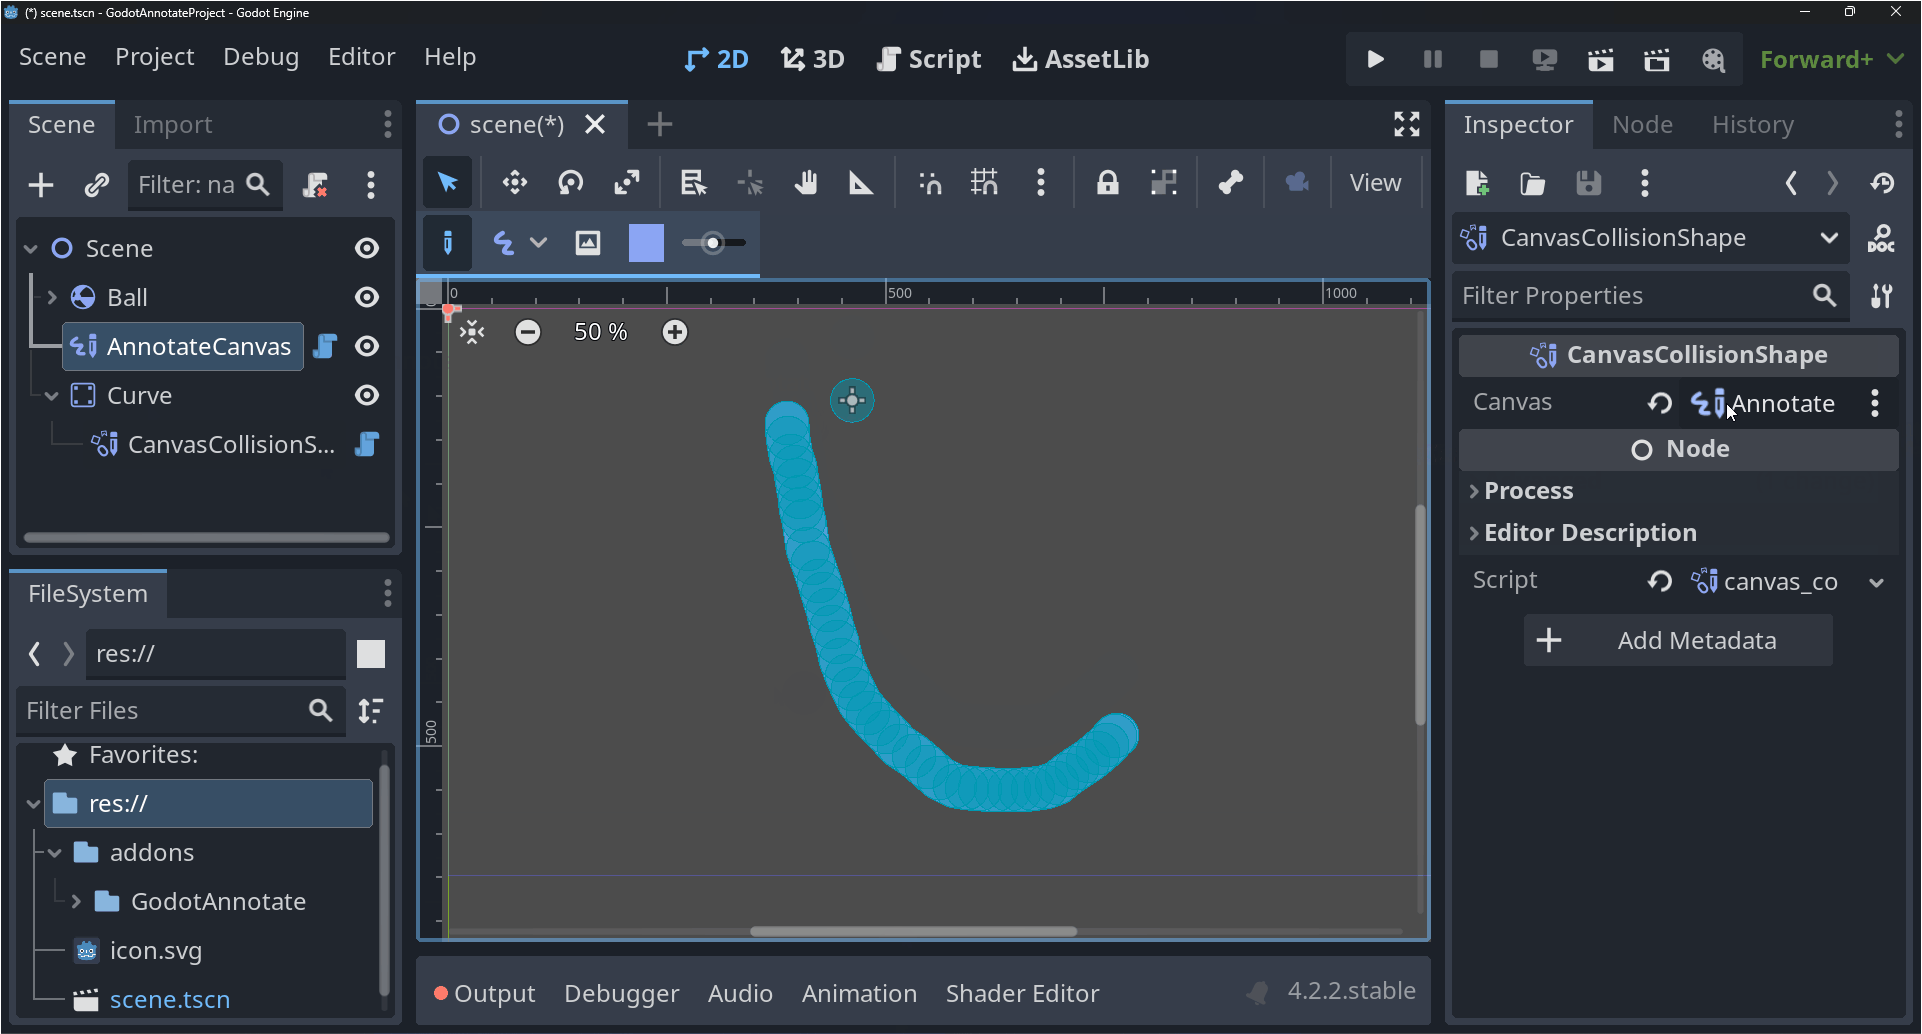 (*) scene.tscn - GodotAnnotateProject - Godot Engine
Scene Project Debug Editor Help
2D 3D Script AssetLib
Forward+
Scene Import
Filter: na
Scene
Ball
AnnotateCanvas
Curve
CanvasCollisionS...
FileSystem
res://
Filter Files
Favorites:
res://
addons
GodotAnnotate
icon.svg
scene.tscn
scene(*)
View
0 500 1000
50 %
500
Output Debugger Audio Animation Shader Editor
4.2.2.stable
Inspector Node History
CanvasCollisionShape
DOC
Filter Properties
CanvasCollisionShape
Canvas Annotate
Node
Process
Editor Description
Script canvas_co
Add Metadata